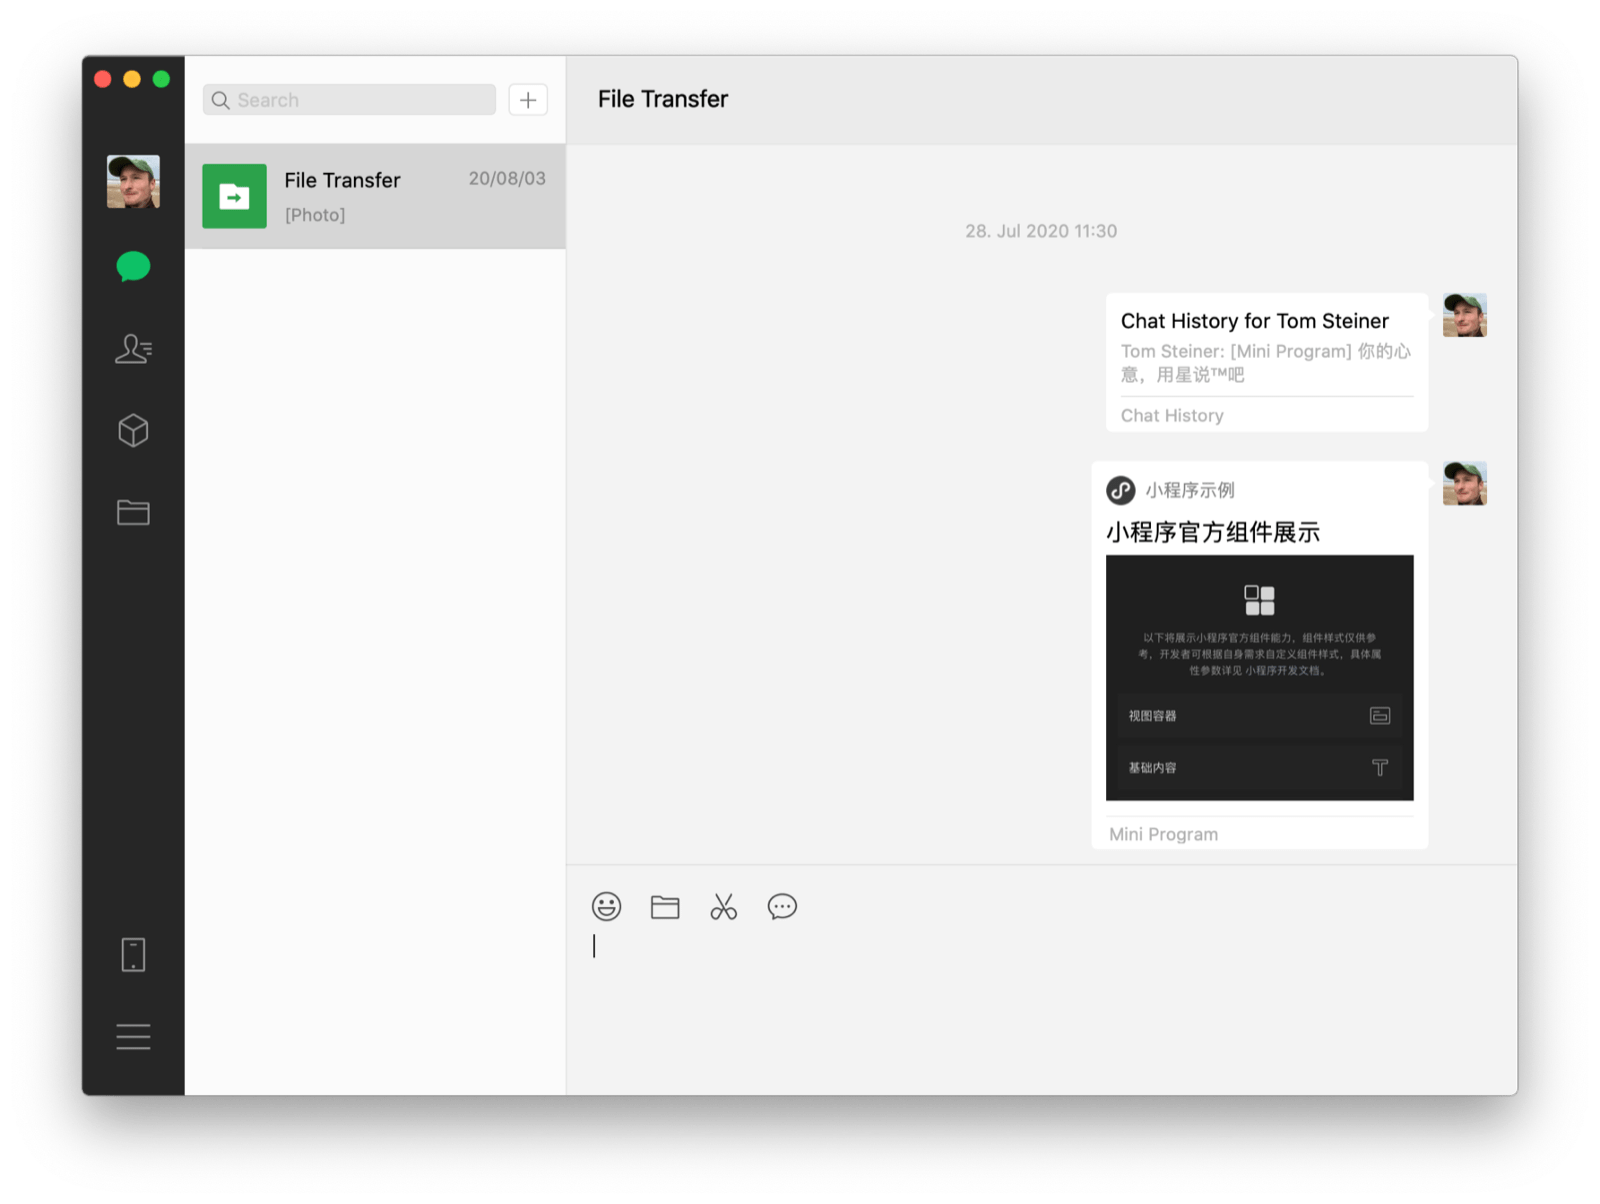 Search
File Transfer
20/08/03
[Photo]
File Transfer
28. Jul 2020 11:30
Chat History for Tom Steiner
Tom Steiner: [Mini Program] 你的心
意，用星说™吧
Chat History
小程序示例
小程序官方组件展示
以下将展示小程序官方组件能力，组件样式仅供参
考，开发者可根据自身需求自定义组件样式，具体属
性参数详见 小程序开发文档。
视图容器
基础内容
Mini Program